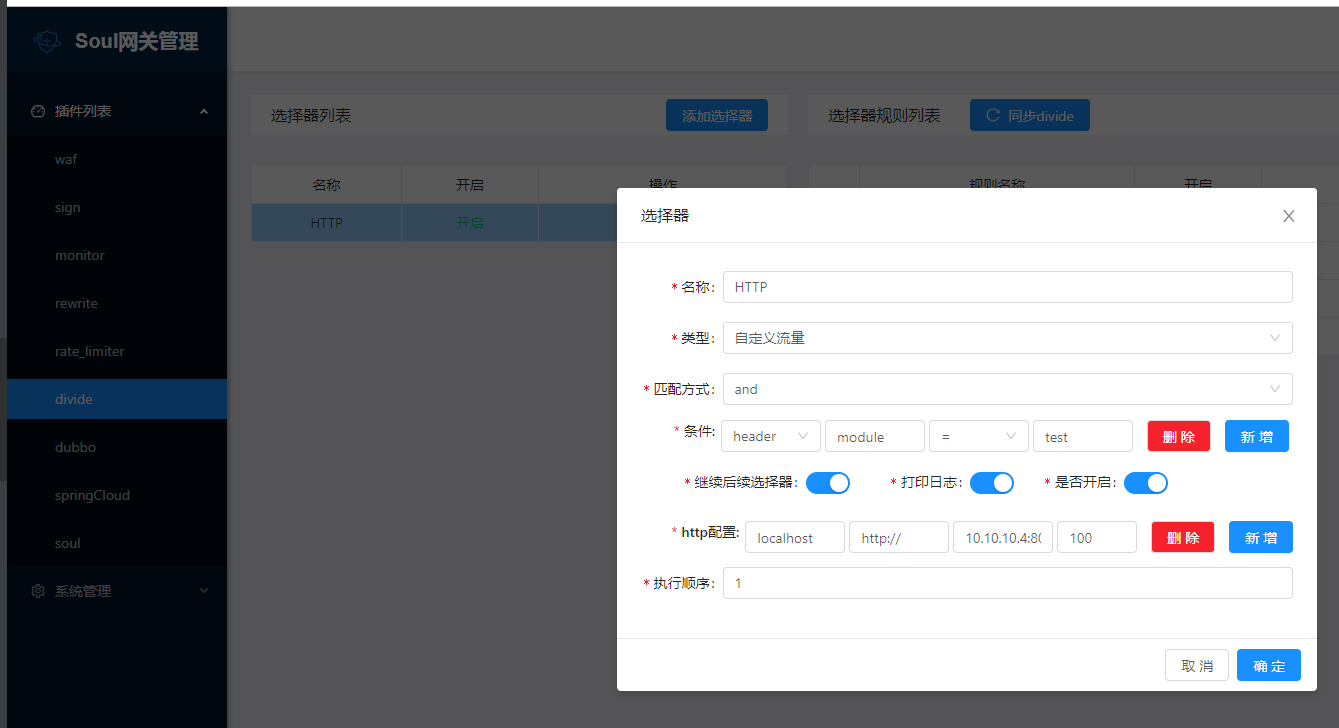 Soul网关管理
插件列表
waf
sign
monitor
rewrite
rate_limiter
divide
dubbo
springCloud
soul
系统管理
选择器列表 添加选择器
名称 开启 操作
HTTP 开启
选择器规则列表 同步divide
规则名称 开启
选择器
* 名称: HTTP
* 类型: 自定义流量
* 匹配方式: and
* 条件: header module = test 删 除 新 增
* 继续后续选择器: * 打印日志: * 是否开启:
* http配置: localhost http:// 10.10.10.4:80 100 删 除 新 增
* 执行顺序: 1
取 消 确 定